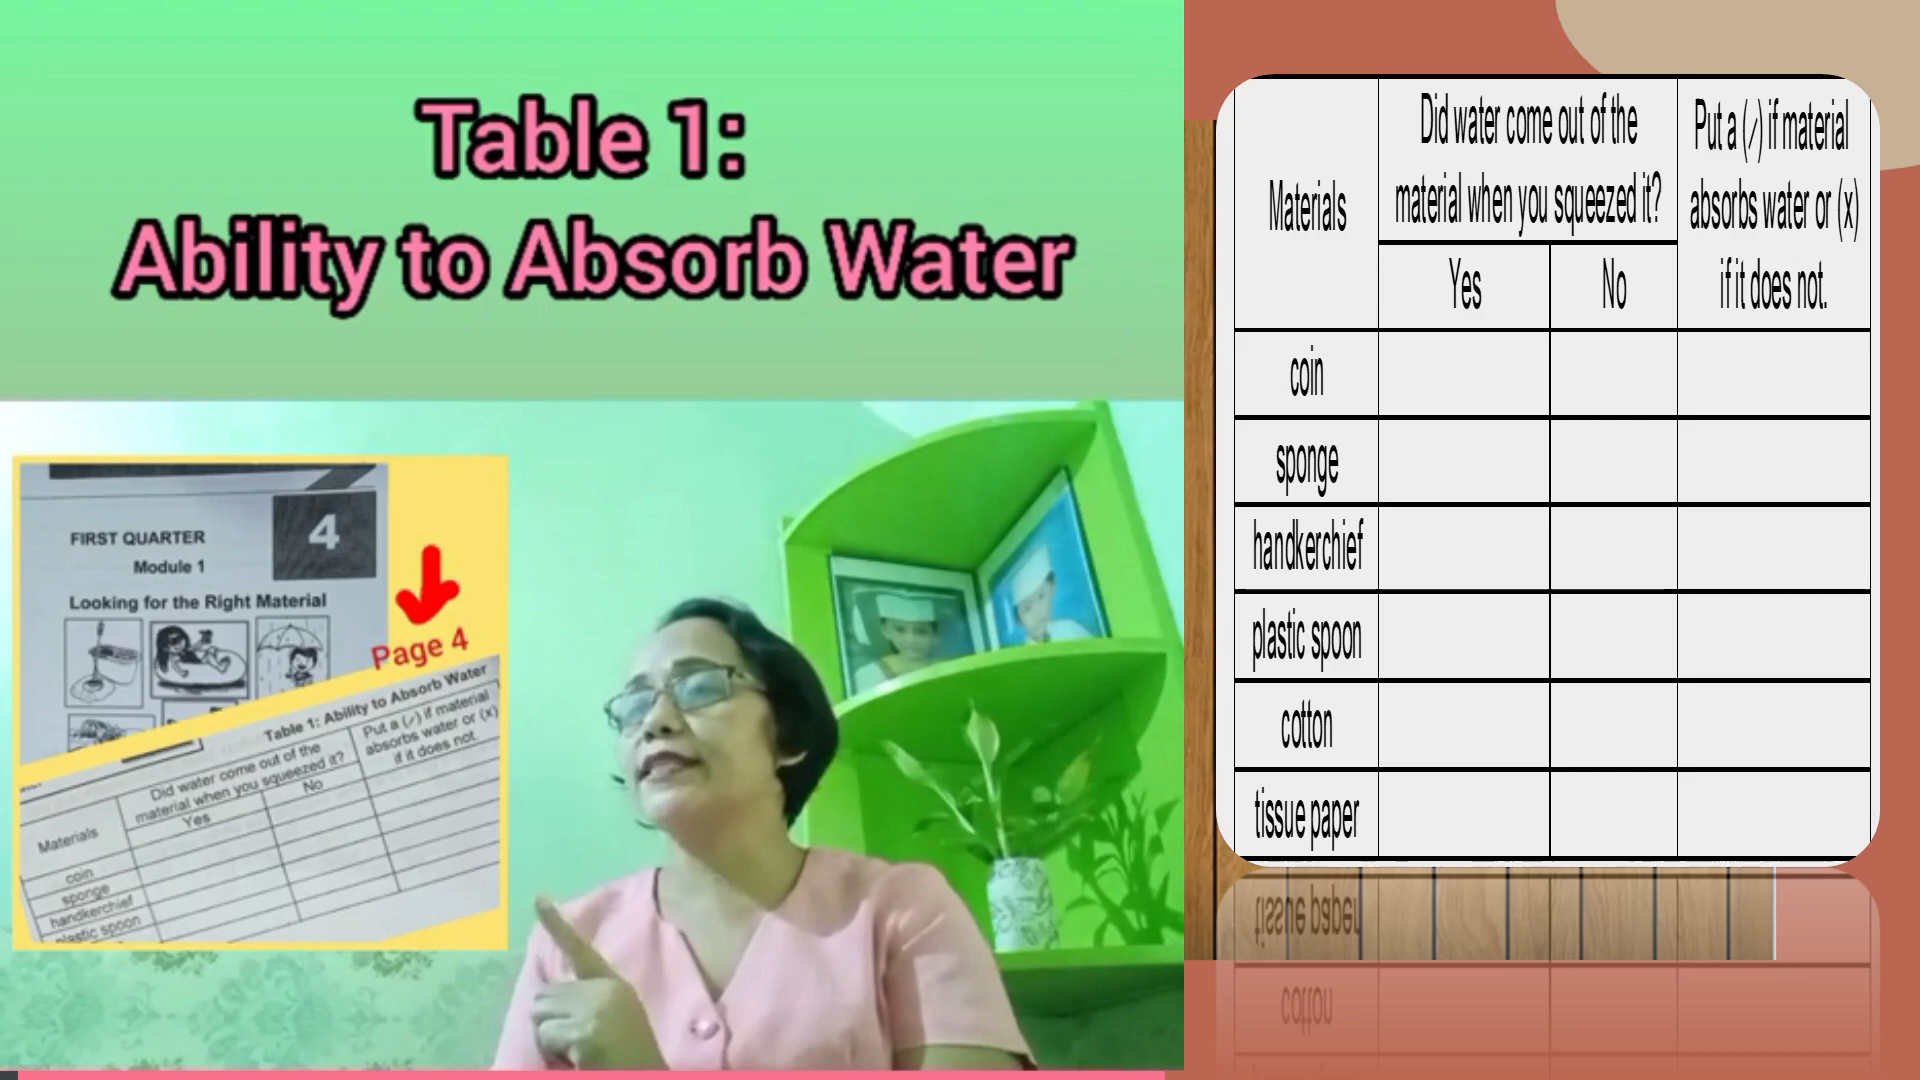 Table 1:
Ability to Absorb Water
FIRST QUARTER
4
Module 1
Looking for the Right Material
Page 4
Table 1: Ability to Absorb Water
Materials
Did water come out of the
material when you squeezed it?
Yes
No
Put a (✓) if material
absorbs water or (x)
if it does not.
coin
sponge
handkerchief
plastic spoon
Materials
Did water come out of the
material when you squeezed it?
Yes
No
Put a (✓) if material
absorbs water or (x)
if it does not.
coin
sponge
handkerchief
plastic spoon
cotton
tissue paper
tissue paper
cotton